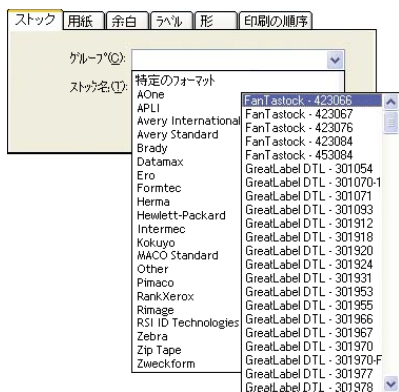 ストック 用紙 余白 ラベル 形 印刷の順序
グループ(C):
ストック名(T):
特定のフォーマット
AOne
APLI
Avery International
Avery Standard
Brady
Datamax
Ero
Formtec
Herma
Hewlett-Packard
Intermec
Kokuyo
MACO Standard
Other
Pimaco
RankXerox
Rimage
RSI ID Technologies
Zebra
Zip Tape
Zweckform
FanTastock - 423066
FanTastock - 423067
FanTastock - 423076
FanTastock - 423084
FanTastock - 453084
GreatLabel DTL - 301054
GreatLabel DTL - 301070-1
GreatLabel DTL - 301071
GreatLabel DTL - 301093
GreatLabel DTL - 301912
GreatLabel DTL - 301918
GreatLabel DTL - 301920
GreatLabel DTL - 301924
GreatLabel DTL - 301931
GreatLabel DTL - 301953
GreatLabel DTL - 301955
GreatLabel DTL - 301966
GreatLabel DTL - 301967
GreatLabel DTL - 301970
GreatLabel DTL - 301970-F
GreatLabel DTL - 301977
GreatLabel DTL - 301978